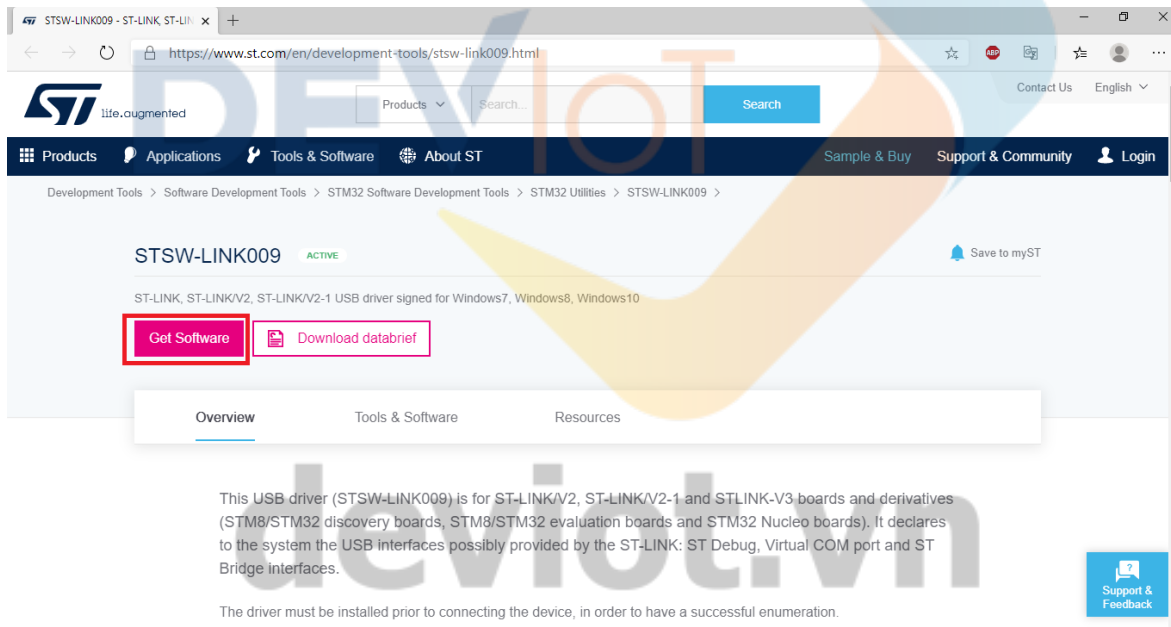 STSW-LINK009 - ST-LINK, ST-LIN
https://www.st.com/en/development-tools/stsw-link009.html
ABP
ST life.augmented
Products
Search...
Search
Contact Us
English
Products
Applications
Tools & Software
About ST
Sample & Buy
Support & Community
Login
Development Tools > Software Development Tools > STM32 Software Development Tools > STM32 Utilities > STSW-LINK009 >
STSW-LINK009
ACTIVE
Save to myST
ST-LINK, ST-LINK/V2, ST-LINK/V2-1 USB driver signed for Windows7, Windows8, Windows10
Get Software
Download databrief
Overview
Tools & Software
Resources
This USB driver (STSW-LINK009) is for ST-LINK/V2, ST-LINK/V2-1 and STLINK-V3 boards and derivatives
(STM8/STM32 discovery boards, STM8/STM32 evaluation boards and STM32 Nucleo boards). It declares
to the system the USB interfaces possibly provided by the ST-LINK: ST Debug, Virtual COM port and ST
Bridge interfaces.
The driver must be installed prior to connecting the device, in order to have a successful enumeration.
Support &
Feedback
DEVIOT
deviot.vn